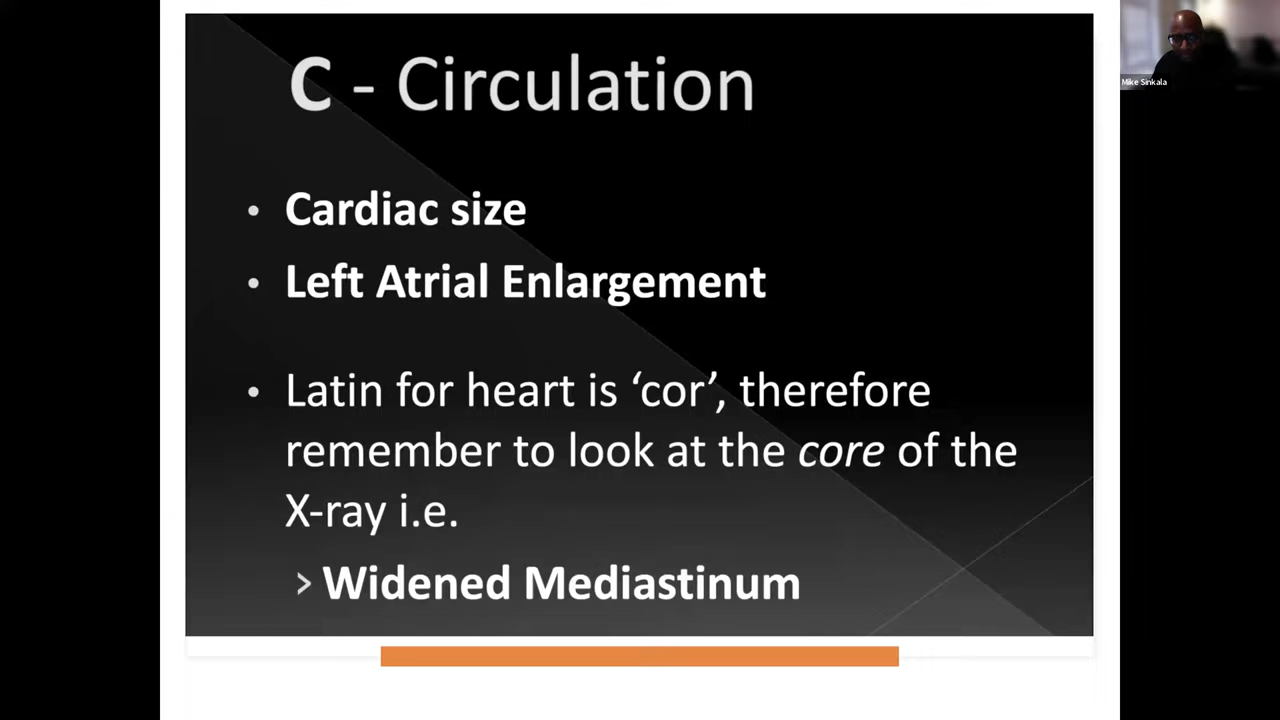 C - Circulation
Mike Sinkala
• Cardiac size
• Left Atrial Enlargement
• Latin for heart is ‘cor’, therefore
remember to look at the core of the
X-ray i.e.
› Widened Mediastinum